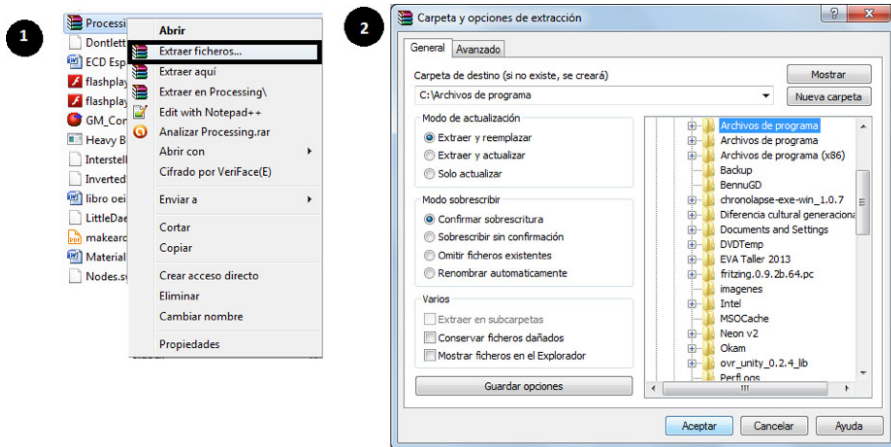 1
Processi
Dontlett
ECD Esp
flashplay
flashplay
GM_Con
Heavy B
Interstell
Inverted
libro oei
LittleDae
makearo
Material
Nodes.sv
Abrir
Extraer ficheros...
Extraer aquí
Extraer en Processing\
Edit with Notepad++
Analizar Processing.rar
Abrir con
Cifrado por VeriFace(E)
Enviar a
Cortar
Copiar
Crear acceso directo
Eliminar
Cambiar nombre
Propiedades
2
Carpeta y opciones de extracción
General
Avanzado
Carpeta de destino (si no existe, se creará)
Mostrar
C:\Archivos de programa
Nueva carpeta
Modo de actualización
Extraer y reemplazar
Extraer y actualizar
Solo actualizar
Modo sobrescribir
Confirmar sobrescritura
Sobrescribir sin confirmación
Omitir ficheros existentes
Renombrar automaticamente
Varios
Extraer en subcarpetas
Conservar ficheros dañados
Mostrar ficheros en el Explorador
Guardar opciones
Archivos de programa
Archivos de programa
Archivos de programa (x86)
Backup
BennuGD
chronolapse-exe-win_1.0.7
Diferencia cultural generaciona
Documents and Settings
DVDTemp
EVA Taller 2013
fritzing.0.9.2b.64.pc
imagenes
Intel
MSOCache
Neon v2
Okam
ovr_unity_0.2.4_lib
PerfLogs
Aceptar
Cancelar
Ayuda